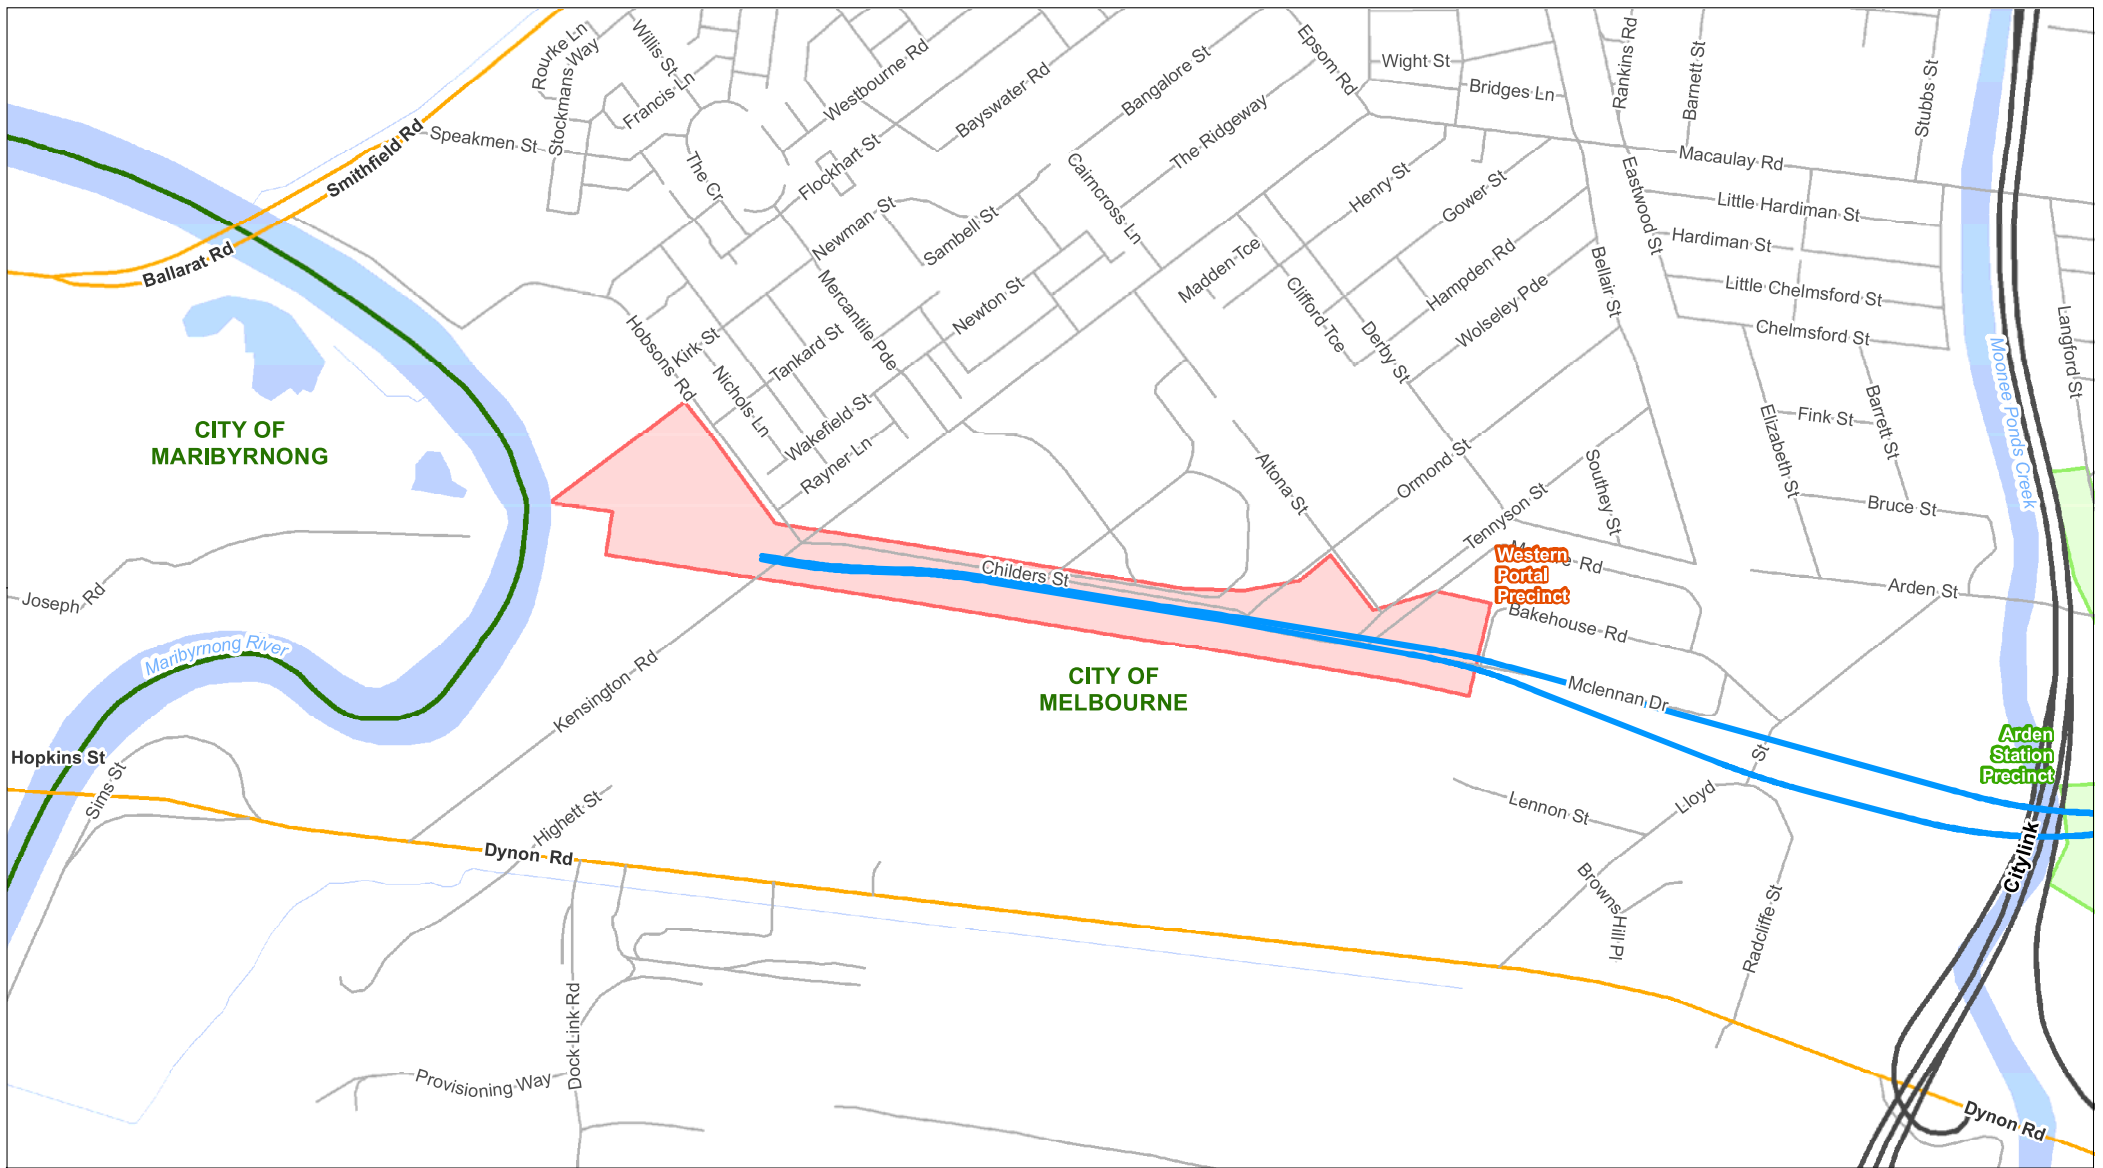 Rourke Ln
Stockmans Way
Willis St
Francis Ln
Westbourne Rd
Bayswater Rd
Bangalore St
The Ridgeway
Epsom Rd
Wight St
Bridges Ln
Rankins Rd
Barnett St
Stubbs St
Speakmen St
Smithfield Rd
Ballarat Rd
The Cr
Flockhart St
Newman St
Sambell St
Cairncross Ln
Henry St
Gower St
Macaulay Rd
Eastwood St
Little Hardiman St
Hardiman St
Little Chelmsford St
Chelmsford St
Madden Tce
Clifford Tce
Derby St
Hampden Rd
Wolseley Pde
Bellair St
Langford St
Moonee Ponds Creek
Hobsons Rd
Kirk St
Nichols Ln
Tankard St
Mercantile Pde
Newton St
Wakefield St
Rayner Ln
CITY OF
MARIBYRNONG
Altona St
Ormond St
Tennyson St
Southey St
Elizabeth St
Fink St
Barrett St
Bruce St
Arden St
Childers St
Western
Portal
Precinct
Rd
Bakehouse Rd
Joseph Rd
Maribyrnong River
Kensington Rd
CITY OF
MELBOURNE
Mclennan Dr
Arden
Station
Precinct
Hopkins St
Sims St
Highett St
Dynon Rd
Lennon St
Lloyd St
Browns Hill Pl
Radcliffe St
Citylink
Dock Link Rd
Provisioning Way
Dynon Rd